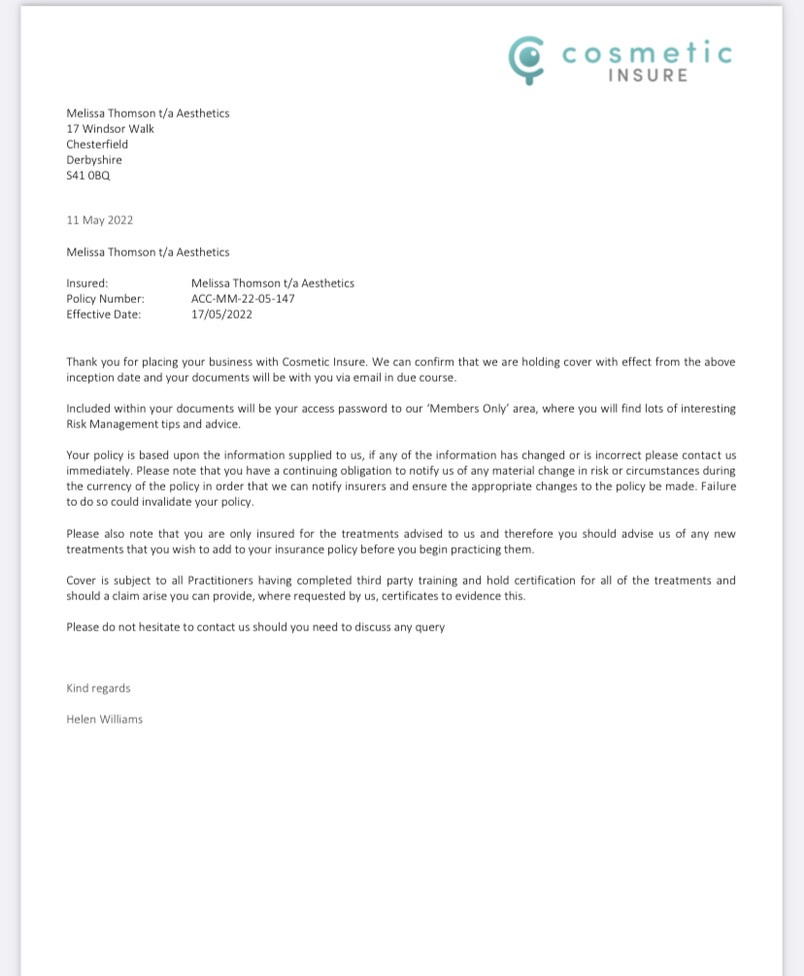 cosmetic
INSURE
Melissa Thomson t/a Aesthetics
17 Windsor Walk
Chesterfield
Derbyshire
S41 0BQ
11 May 2022
Melissa Thomson t/a Aesthetics
Insured: Melissa Thomson t/a Aesthetics
Policy Number: ACC-MM-22-05-147
Effective Date: 17/05/2022
Thank you for placing your business with Cosmetic Insure. We can confirm that we are holding cover with effect from the above
inception date and your documents will be with you via email in due course.
Included within your documents will be your access password to our ‘Members Only’ area, where you will find lots of interesting
Risk Management tips and advice.
Your policy is based upon the information supplied to us, if any of the information has changed or is incorrect please contact us
immediately. Please note that you have a continuing obligation to notify us of any material change in risk or circumstances during
the currency of the policy in order that we can notify insurers and ensure the appropriate changes to the policy be made. Failure
to do so could invalidate your policy.
Please also note that you are only insured for the treatments advised to us and therefore you should advise us of any new
treatments that you wish to add to your insurance policy before you begin practicing them.
Cover is subject to all Practitioners having completed third party training and hold certification for all of the treatments and
should a claim arise you can provide, where requested by us, certificates to evidence this.
Please do not hesitate to contact us should you need to discuss any query
Kind regards
Helen Williams